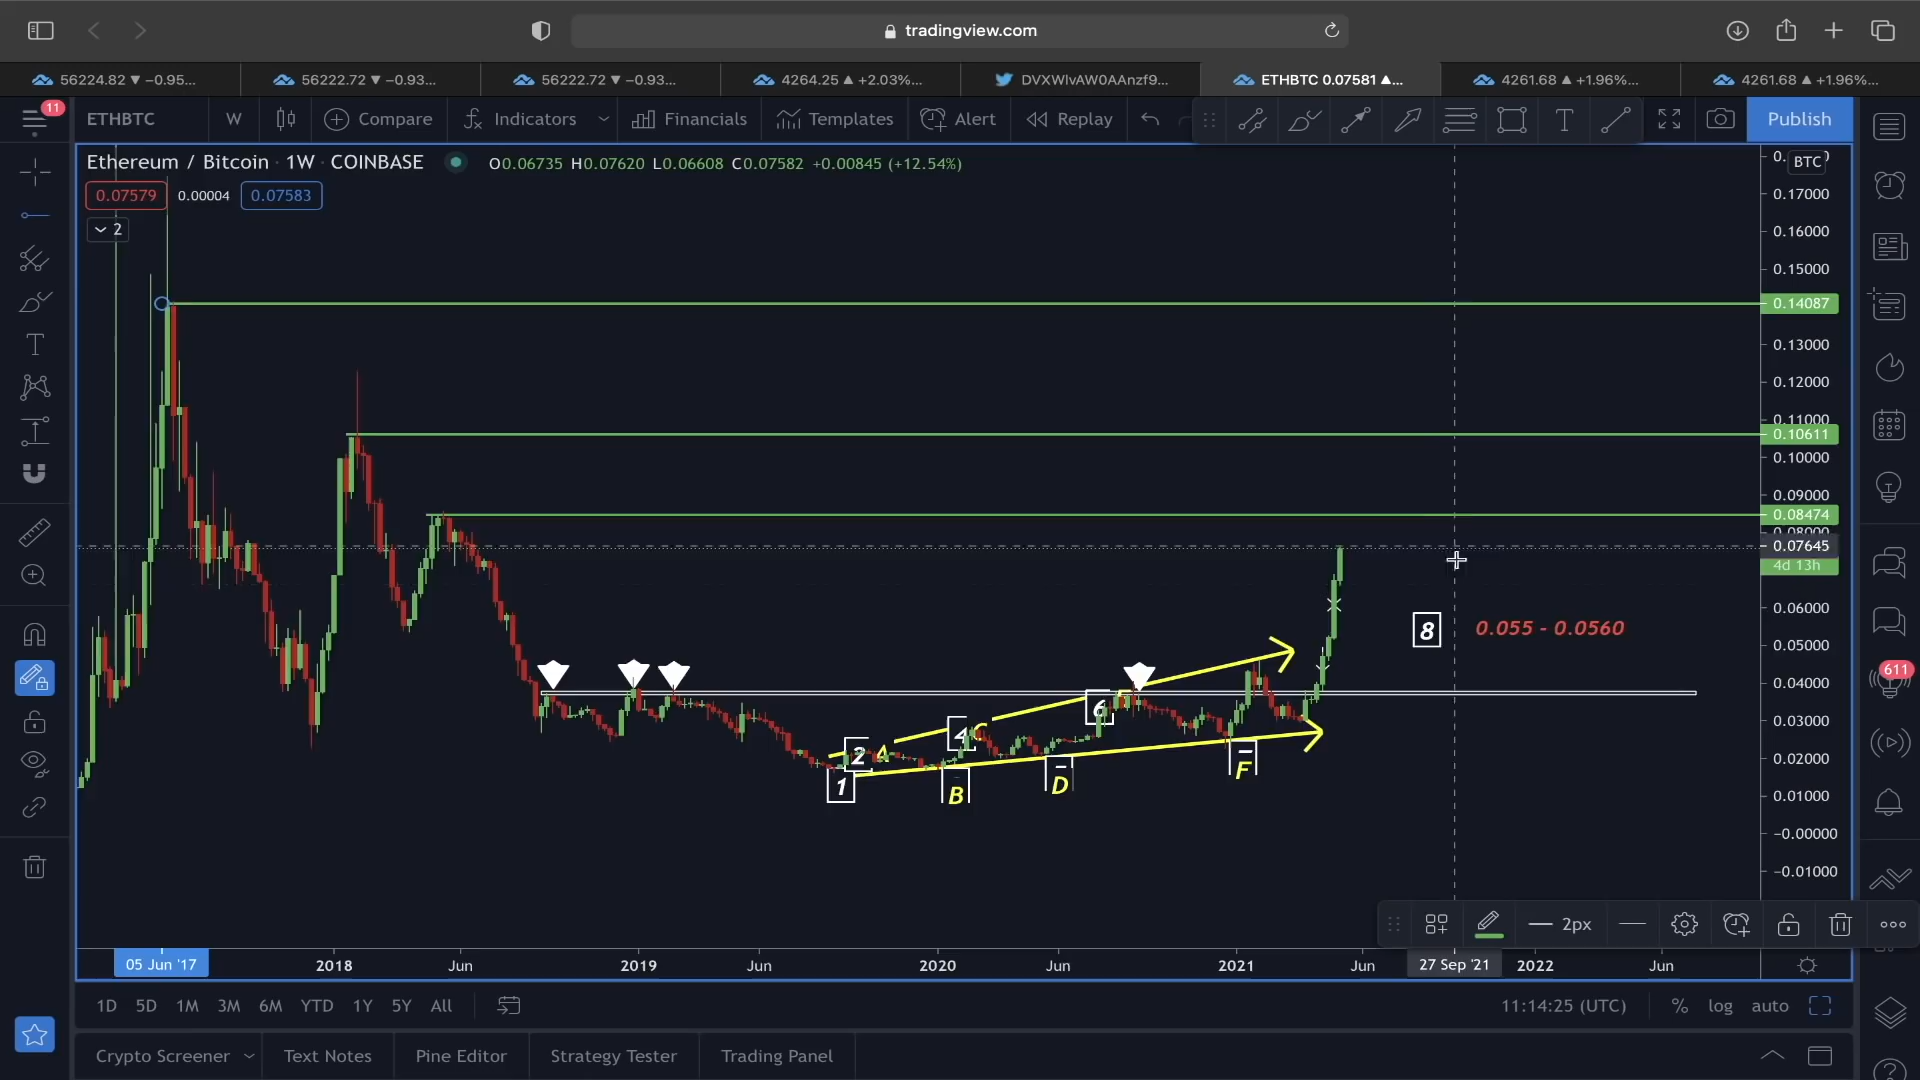 tradingview.com
56224.82 ▼ −0.95...
56222.72 ▼ −0.93...
56222.72 ▼ −0.93...
4264.25 ▲ +2.03%...
DVXWIvAW0AAnzf9...
ETHBTC 0.07581 ▲...
4261.68 ▲ +1.96%...
4261.68 ▲ +1.96%...
11
ETHBTC
W
Compare
Indicators
Financials
Templates
Alert
Replay
T
Publish
Ethereum / Bitcoin · 1W · COINBASE
O0.06735 H0.07620 L0.06608 C0.07582 +0.00845 (+12.54%)
BTC
0.07579
0.00004
0.07583
2
0.17000
0.16000
0.15000
0.14087
0.13000
0.12000
0.11000
0.10611
0.10000
0.09000
0.08474
0.08000
0.07645
4d 13h
0.06000
0.05000
0.04000
0.03000
0.02000
0.01000
−0.00000
−0.01000
8
0.055 - 0.0560
6
4
C
2
A
1
B
D
F
611
2px
05 Jun '17
2018
Jun
2019
Jun
2020
Jun
2021
Jun
27 Sep '21
2022
Jun
1D
5D
1M
3M
6M
YTD
1Y
5Y
All
11:14:25 (UTC)
%
log
auto
Crypto Screener
Text Notes
Pine Editor
Strategy Tester
Trading Panel